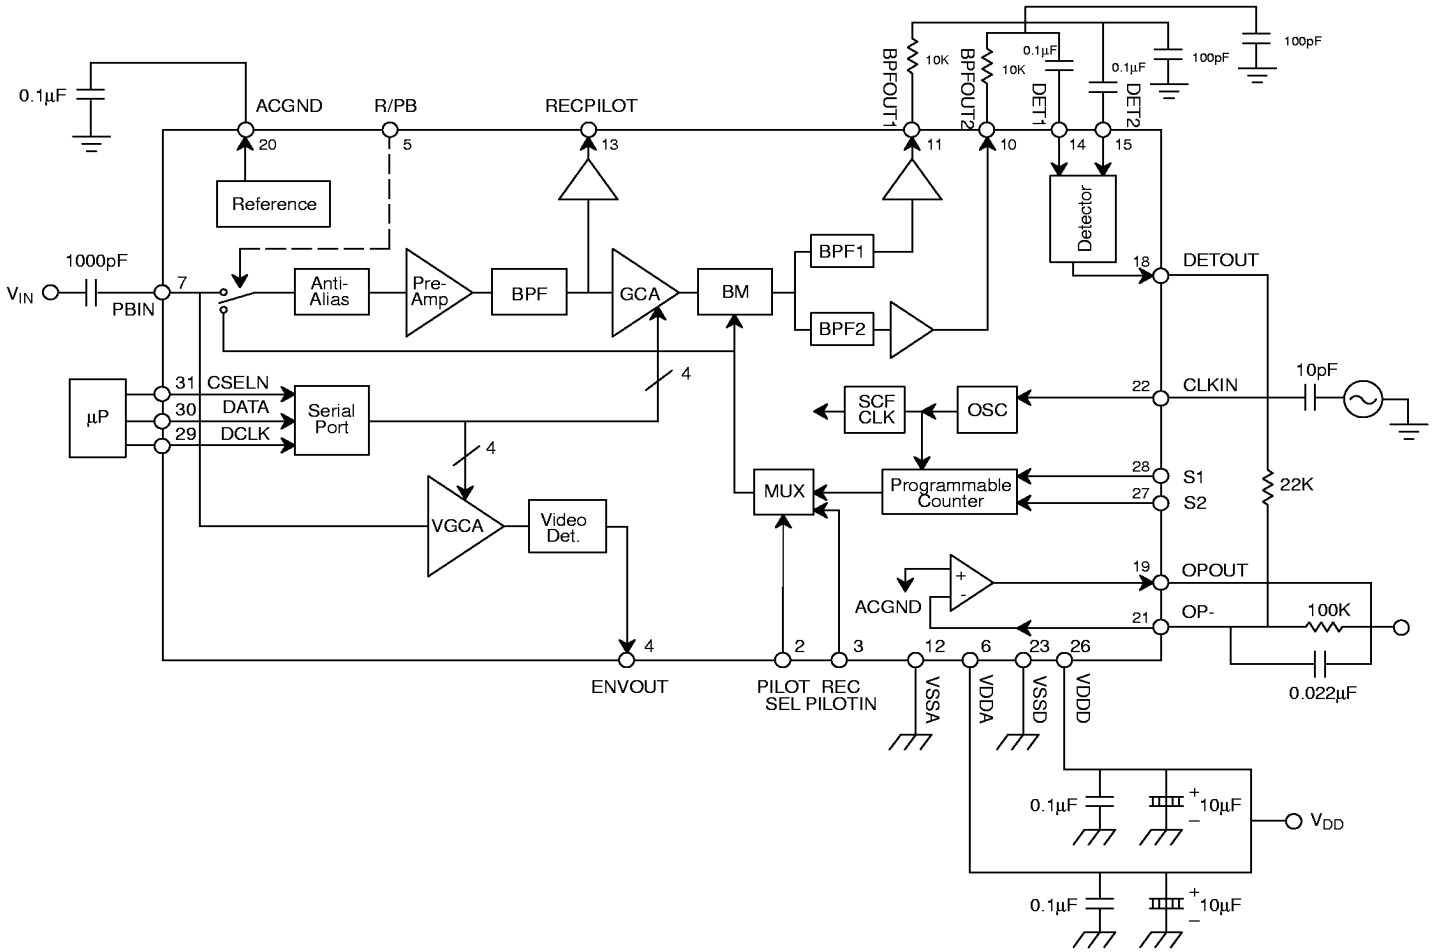 0.1µF
ACGND
20
R/PB
5
RECPILOT
13
BPFOUT1
10K
11
BPFOUT2
10K
10
0.1µF
DET1
14
0.1µF
DET2
15
100pF
100pF
Reference
Detector
18
DETOUT
1000pF
VIN
7
PBIN
Anti-
Alias
Pre-
Amp
BPF
GCA
BM
BPF1
BPF2
4
µP
31 CSELN
30 DATA
29 DCLK
Serial
Port
4
SCF
CLK
OSC
22
CLKIN
10pF
MUX
Programmable
Counter
28
S1
27
S2
22K
VGCA
Video
Det.
ACGND
+
-
19
OPOUT
21
OP-
100K
0.022µF
4
ENVOUT
2
PILOT
SEL
3
REC
PILOTIN
12
VSSA
6
VDDA
23
VSSD
26
VDDD
0.1µF
+
10µF
–
VDD
0.1µF
+
10µF
–